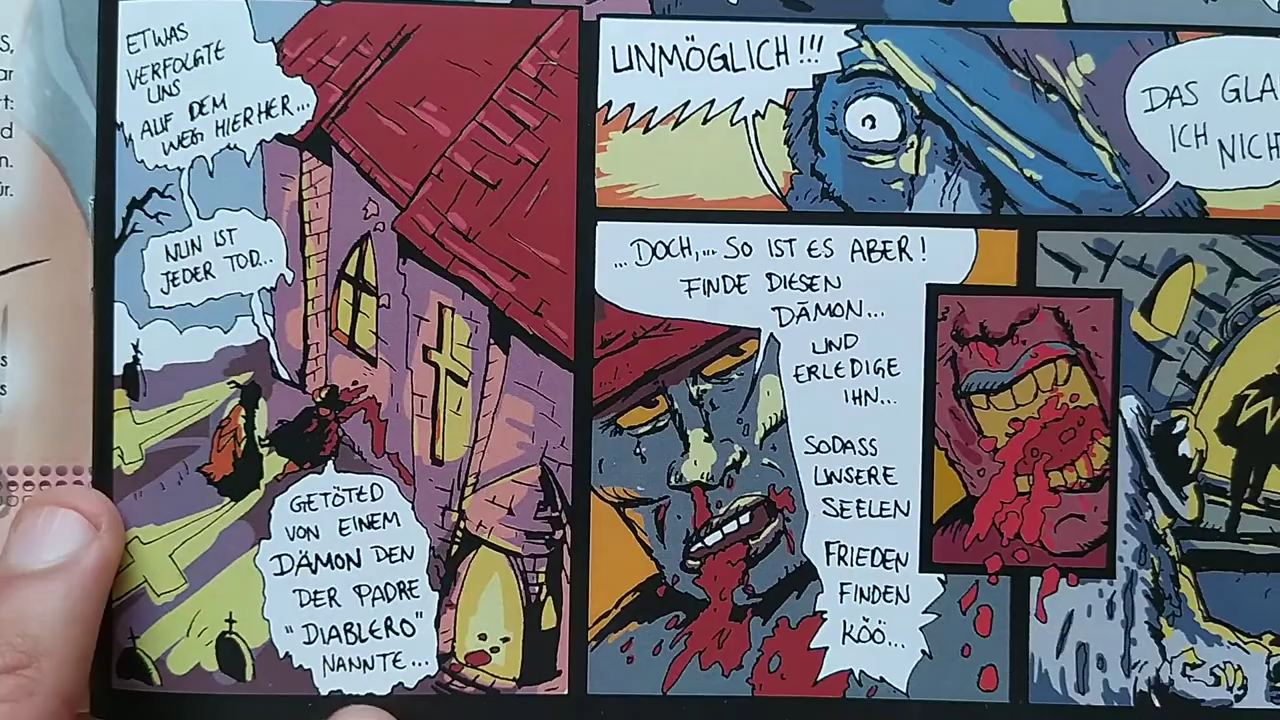 ETWAS
VERFOLGTE
UNS
AUF DEM
WEG HIERHER...
NUN IST
JEDER TOD...
GETÖTED
VON EINEM
DÄMON DEN
DER PADRE
"DIABLERO"
NANNTE...
UNMÖGLICH!!!
DAS GLA
ICH NICH
...DOCH,... SO IST ES ABER!
FINDE DIESEN
DÄMON...
UND
ERLEDIGE
IHN...
SODASS
UNSERE
SEELEN
FRIEDEN
FINDEN
KÖÖ...